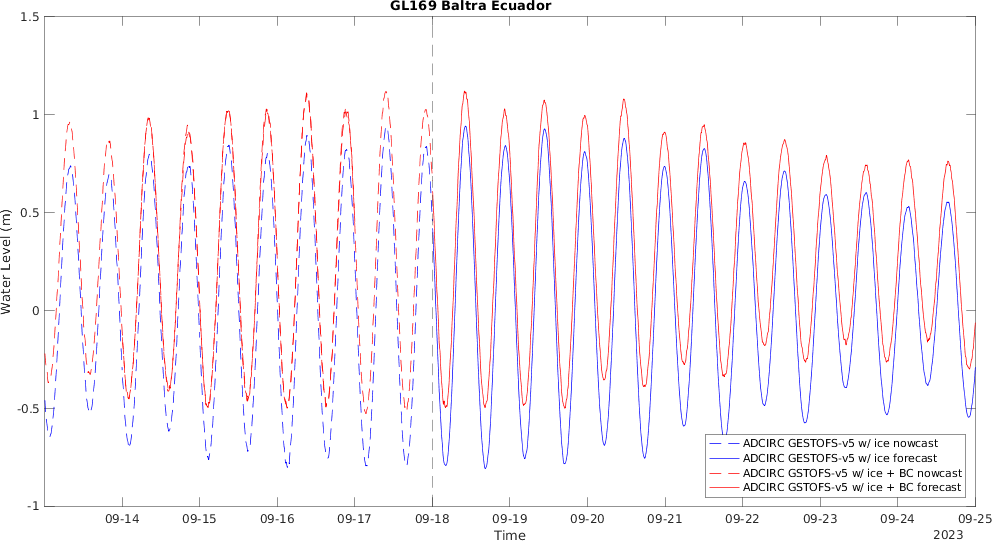 GL169 Baltra Ecuador
1.5
1
0.5
0
-0.5
-1
Water Level (m)
09-14 09-15 09-16 09-17 09-18 09-19 09-20 09-21 09-22 09-23 09-24 09-25
Time
2023
ADCIRC GESTOFS-v5 w/ ice nowcast
ADCIRC GESTOFS-v5 w/ ice forecast
ADCIRC GSTOFS-v5 w/ ice + BC nowcast
ADCIRC GSTOFS-v5 w/ ice + BC forecast